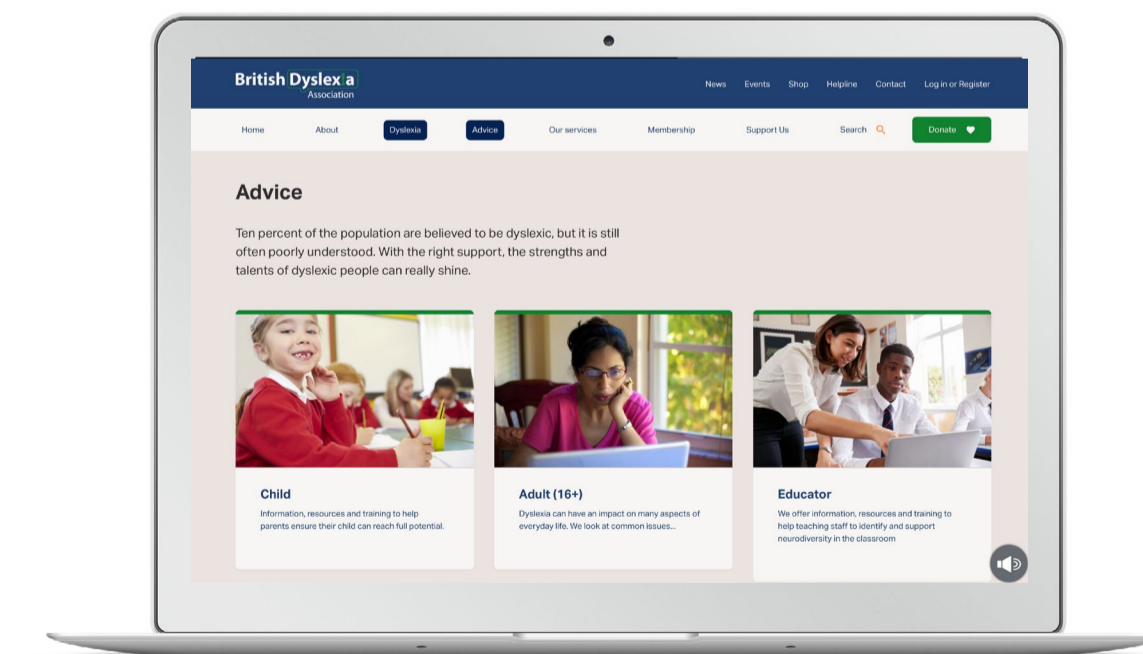 British Dyslexia
Association
News Events Shop Helpline Contact Log in or Register
Home About Dyslexia Advice Our services Membership Support Us Search Donate
Advice
Ten percent of the population are believed to be dyslexic, but it is still
often poorly understood. With the right support, the strengths and
talents of dyslexic people can really shine.
Child
Information, resources and training to help
parents ensure their child can reach full potential.
Adult (16+)
Dyslexia can have an impact on many aspects of
everyday life. We look at common issues...
Educator
We offer information, resources and training to
help teaching staff to identify and support
neurodiversity in the classroom